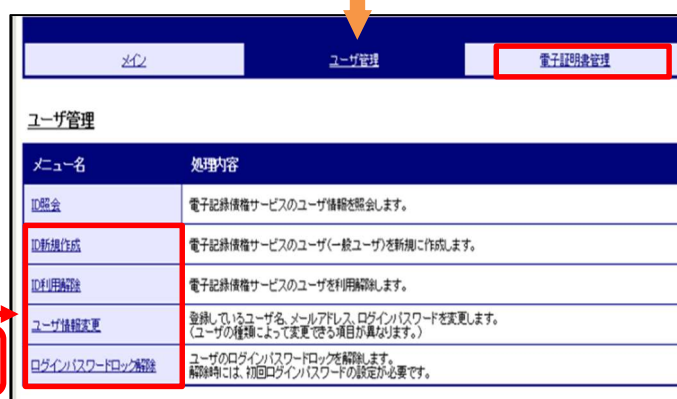 メイン ユーザ管理 電子証明書管理
ユーザ管理
メニュー名 処理内容
ID照会 電子記録債権サービスのユーザ情報を照会します。
ID新規作成 電子記録債権サービスのユーザ(一般ユーザ)を新規に作成します。
ID利用解除 電子記録債権サービスのユーザを利用解除します。
ユーザ情報変更 登録しているユーザ名、メールアドレス、ログインパスワードを変更します。
(ユーザの種類によって変更できる項目が異なります。)
ログインパスワードロック解除 ユーザのログインパスワードロックを解除します。
解除時には、初回ログインパスワードの設定が必要です。